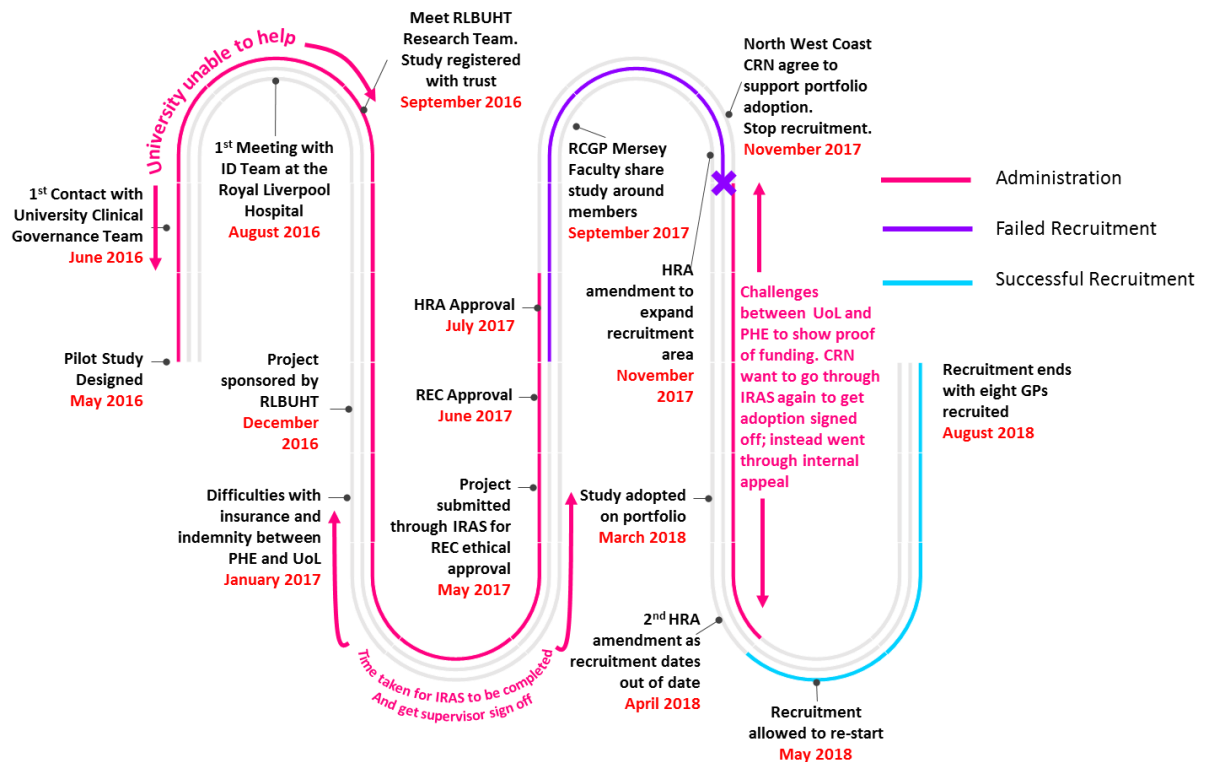 Pilot Study
Designed
May 2016
1st Contact with
University Clinical
Governance Team
June 2016
University unable to help
1st Meeting with
ID Team at the
Royal Liverpool
Hospital
August 2016
Meet RLBUHT
Research Team.
Study registered
with trust
September 2016
Project
sponsored by
RLBUHT
December
2016
Difficulties with
insurance and
indemnity between
PHE and UoL
January 2017
Time taken for IRAS to be completed
And get supervisor sign off
Project
submitted
through IRAS for
REC ethical
approval
May 2017
REC Approval
June 2017
HRA Approval
July 2017
RCGP Mersey
Faculty share
study around
members
September 2017
HRA
amendment to
expand
recruitment
area
November
2017
North West Coast
CRN agree to
support portfolio
adoption.
Stop recruitment.
November 2017
Challenges
between UoL and
PHE to show proof
of funding. CRN
want to go through
IRAS again to get
adoption signed
off; instead went
through internal
appeal
Study adopted
on portfolio
March 2018
2nd HRA
amendment as
recruitment dates
out of date
April 2018
Recruitment
allowed to re-start
May 2018
Recruitment ends
with eight GPs
recruited
August 2018
Administration
Failed Recruitment
Successful Recruitment